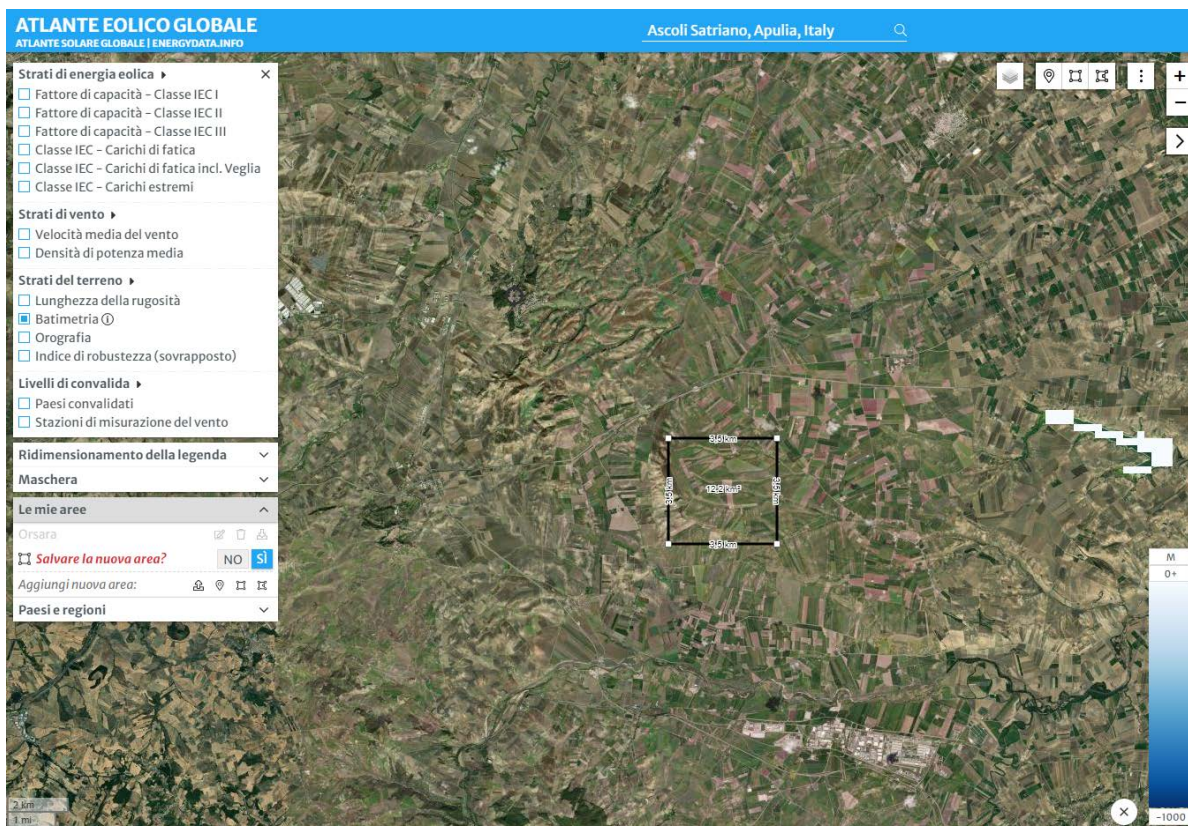 ATLANTE EOLICO GLOBALE
ATLANTE SOLARE GLOBALE | ENERGYDATA.INFO
Ascoli Satriano, Apulia, Italy
Strati di energia eolica
Fattore di capacità – Classe IEC I
Fattore di capacità – Classe IEC II
Fattore di capacità – Classe IEC III
Classe IEC – Carichi di fatica
Classe IEC – Carichi di fatica incl. Veglia
Classe IEC – Carichi estremi
Strati di vento
Velocità media del vento
Densità di potenza media
Strati del terreno
Lunghezza della rugosità
Batimetria
Orografia
Indice di robustezza (sovrapposto)
Livelli di convalida
Paesi convalidati
Stazioni di misurazione del vento
Ridimensionamento della legenda
Maschera
Le mie aree
Orsara
Salvare la nuova area? NO SÌ
Aggiungi nuova area:
Paesi e regioni
3,5 km
3,5 km
12,2 km²
3,5 km
3,5 km
M
0+
-1000
2 km
1 mi